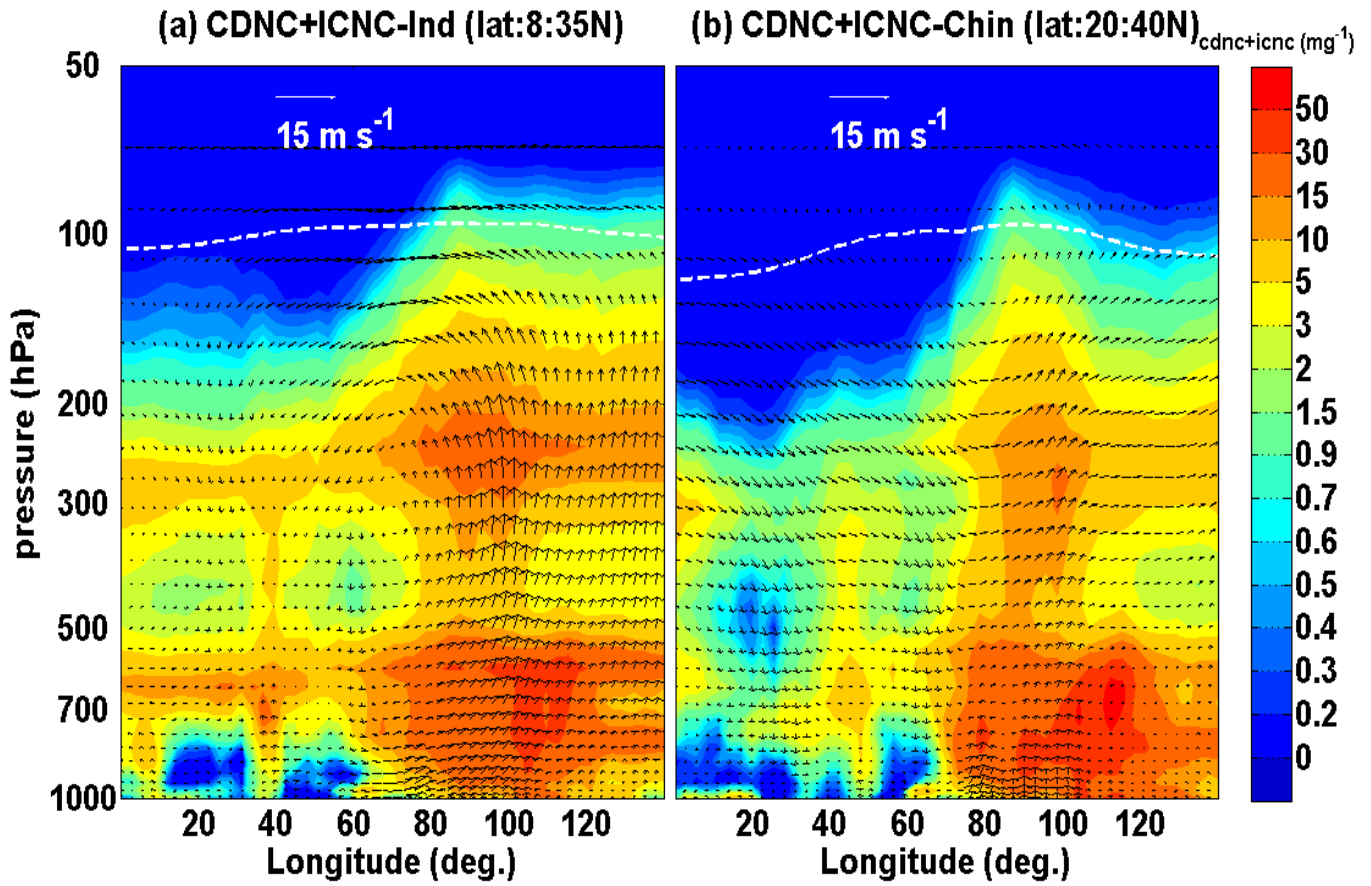 (a) CDNC+ICNC-Ind (lat:8:35N)
(b) CDNC+ICNC-Chin (lat:20:40N)
cdnc+icnc (mg-1)
50
100
200
300
500
700
1000
pressure (hPa)
15 m s-1
20 40 60 80 100 120
Longitude (deg.)
15 m s-1
20 40 60 80 100 120
Longitude (deg.)
50
30
15
10
5
3
2
1.5
0.9
0.7
0.6
0.5
0.4
0.3
0.2
0